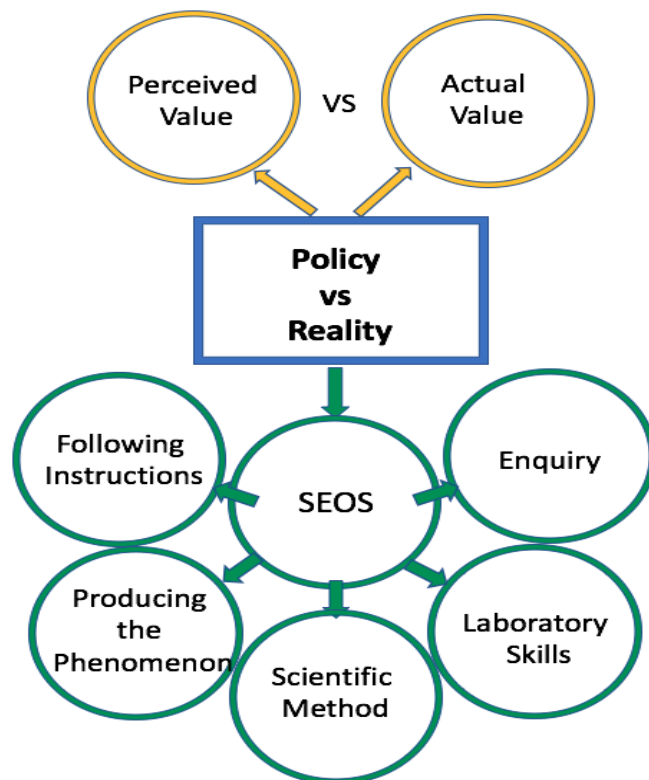 Perceived
Value
VS
Actual
Value
Policy
vs
Reality
Following
Instructions
SEOS
Enquiry
Producing
the
Phenomenon
Scientific
Method
Laboratory
Skills